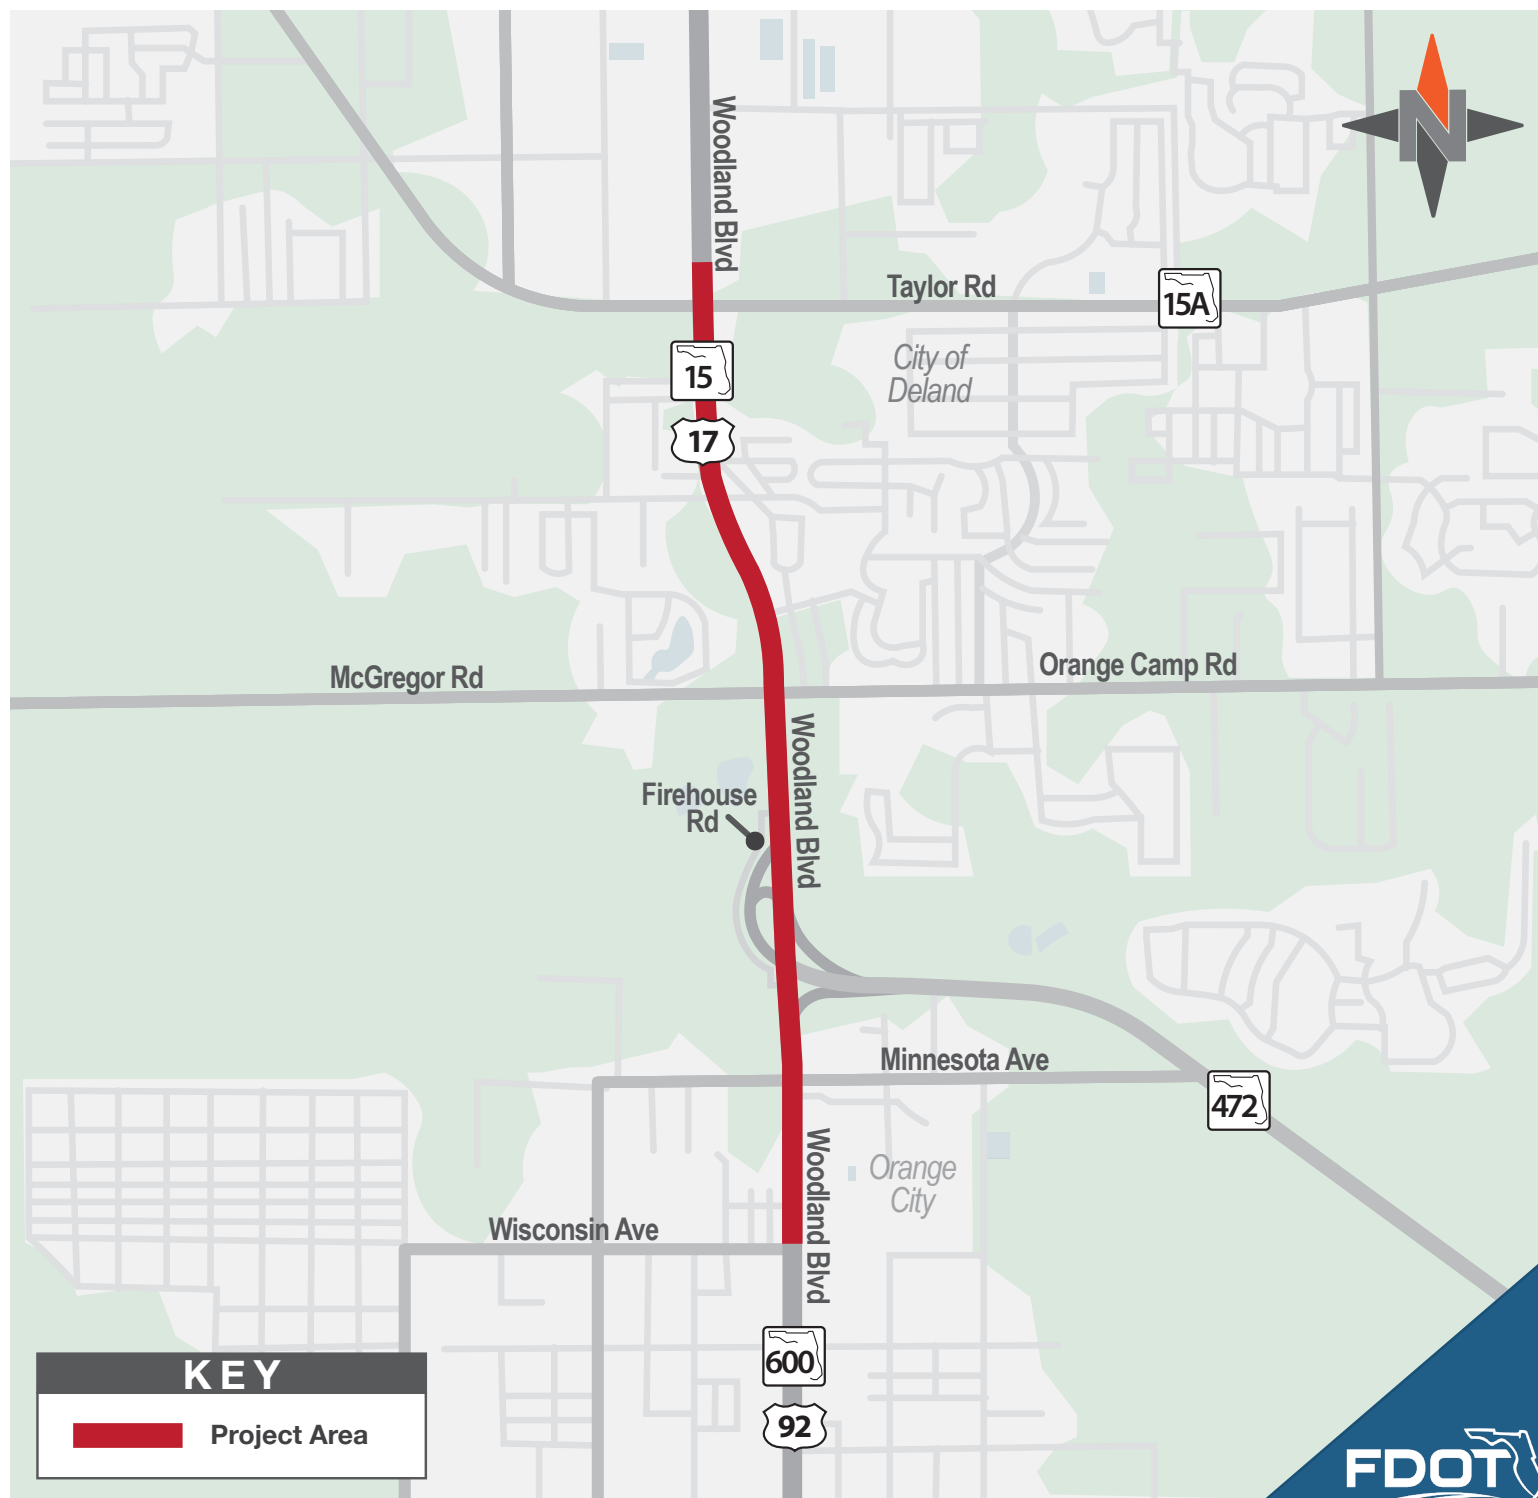 Woodland Blvd
N
Taylor Rd
15A
City of
Deland
15
17
McGregor Rd
Orange Camp Rd
Woodland Blvd
Firehouse
Rd
Minnesota Ave
472
Woodland Blvd
Orange
City
Wisconsin Ave
600
92
KEY
Project Area
FDOT